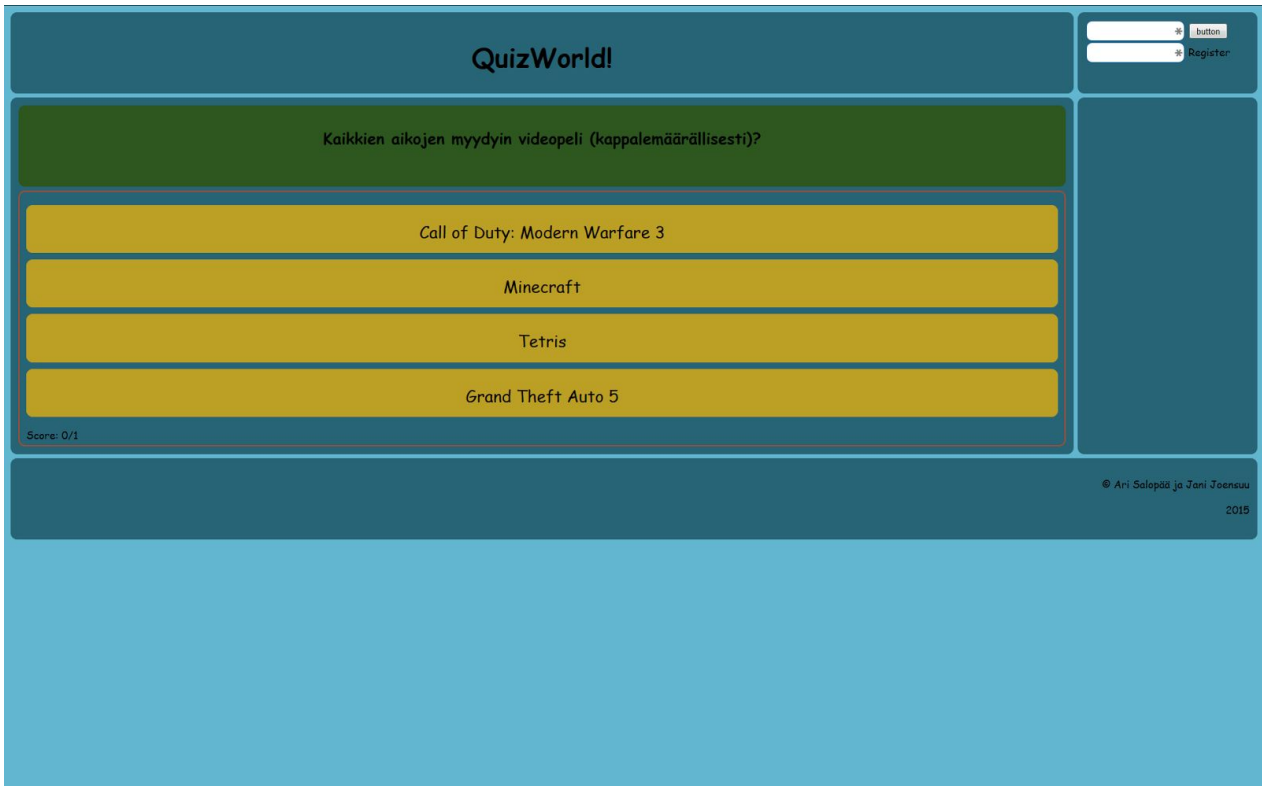 QuizWorld!
button
Register
Kaikkien aikojen myydyin videopeli (kappalemäärällisesti)?
Call of Duty: Modern Warfare 3
Minecraft
Tetris
Grand Theft Auto 5
Score: 0/1
© Ari Salopää ja Jani Joensuu
2015